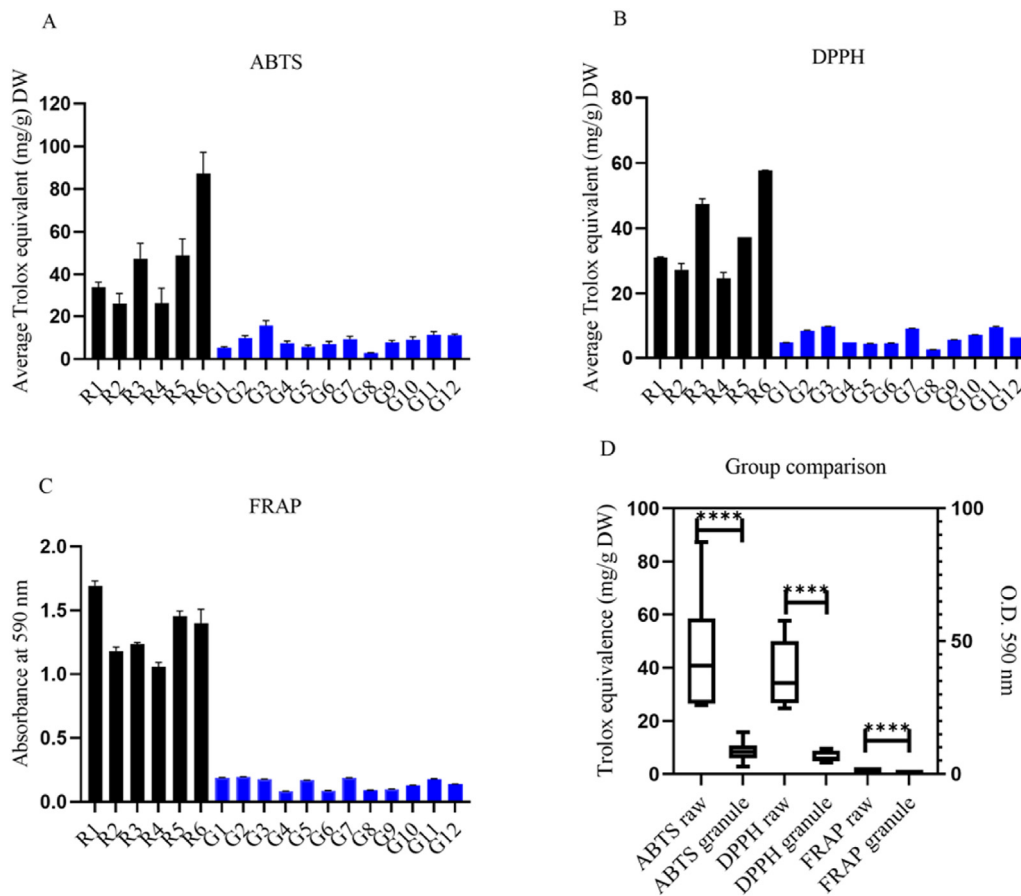 A
ABTS
Average Trolox equivalent (mg/g) DW
120
100
80
60
40
20
0
R1
R2
R3
R4
R5
R6
G1
G2
G3
G4
G5
G6
G7
G8
G9
G10
G11
G12
B
DPPH
Average Trolox equivalent (mg/g) DW
80
60
40
20
0
R1
R2
R3
R4
R5
R6
G1
G2
G3
G4
G5
G6
G7
G8
G9
G10
G11
G12
C
FRAP
Absorbance at 590 nm
2.0
1.5
1.0
0.5
0.0
R1
R2
R3
R4
R5
R6
G1
G2
G3
G4
G5
G6
G7
G8
G9
G10
G11
G12
D
Group comparison
Trolox equivalence (mg/g DW)
100
80
60
40
20
0
****
****
****
100
50
0
O.D. 590 nm
ABTS raw
ABTS granule
DPPH raw
DPPH granule
FRAP raw
FRAP granule